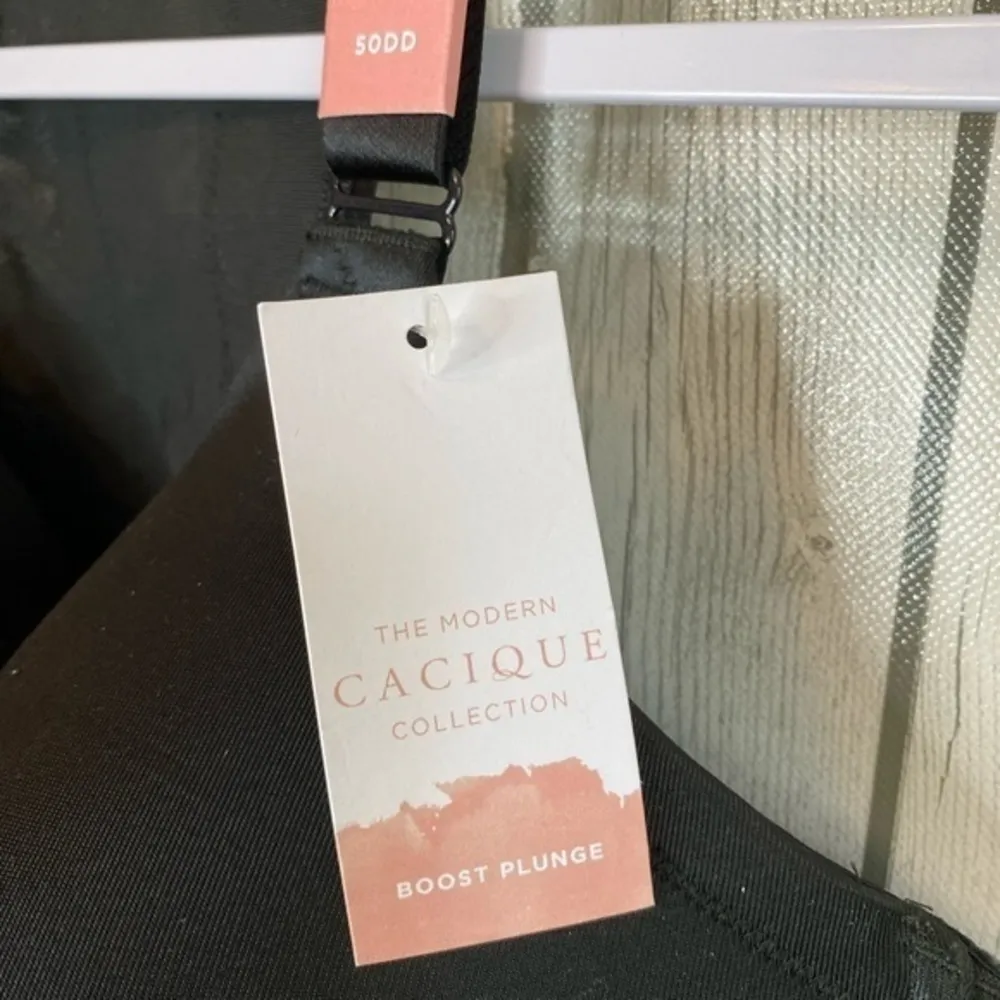 50DD
THE MODERN
CACIQUE
COLLECTION
BOOST PLUNGE